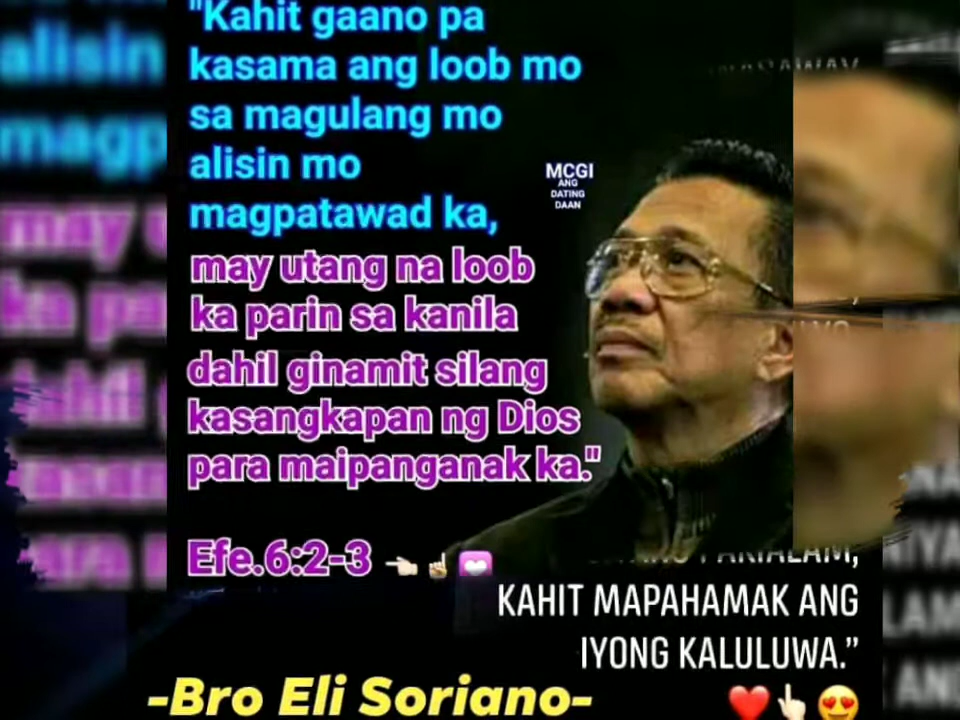 "Kahit gaano pa
kasama ang loob mo
sa magulang mo
alisin mo
magpatawad ka,
MCGI
ANG
DATING
DAAN
may utang na loob
ka parin sa kanila
dahil ginamit silang
kasangkapan ng Dios
para maipanganak ka."
Efe.6:2-3
KAHIT MAPAHAMAK ANG
IYONG KALULUWA.”
-Bro Eli Soriano-